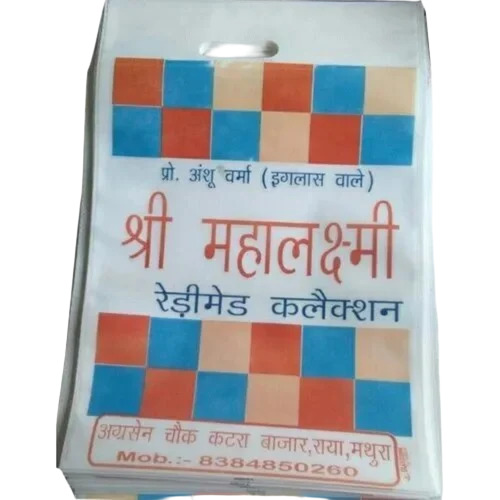 प्रो. अंशू वर्मा ( इगलास वाले )
श्री महालक्ष्मी
रेड़ीमेड कलैक्शन
अग्रसेन चौक कटरा बाजार,राया,मथुरा
Mob.:- 8384850260